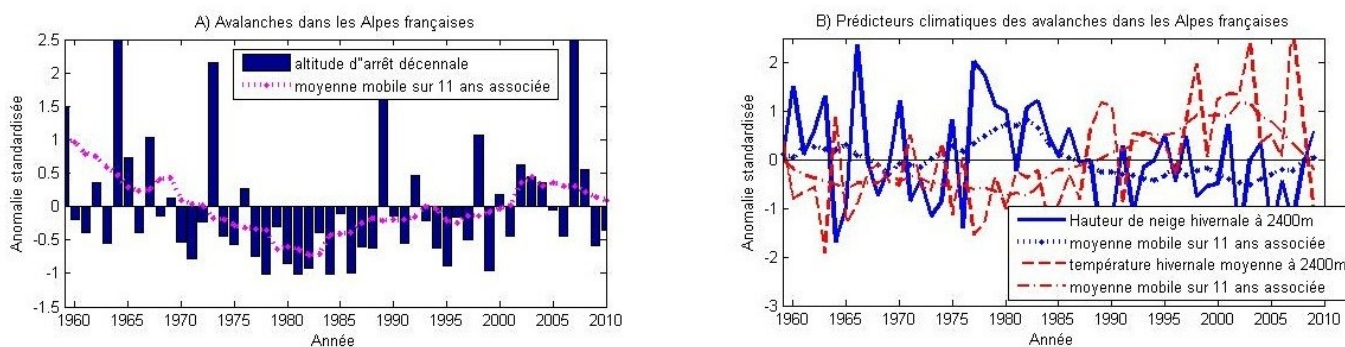 A) Avalanches dans les Alpes françaises
2.5
2
1.5
1
0.5
0
-0.5
-1
-1.5
Anomalie standardisée
altitude d"arrêt décennale
moyenne mobile sur 11 ans associée
1960 1965 1970 1975 1980 1985 1990 1995 2000 2005 2010
Année
B) Prédicteurs climatiques des avalanches dans les Alpes françaises
2
1
0
-1
-2
-3
Anomalie standardisée
Hauteur de neige hivernale à 2400m
moyenne mobile sur 11 ans associée
température hivernale moyenne à 2400m
moyenne mobile sur 11 ans associée
1960 1965 1970 1975 1980 1985 1990 1995 2000 2005 2010
Année